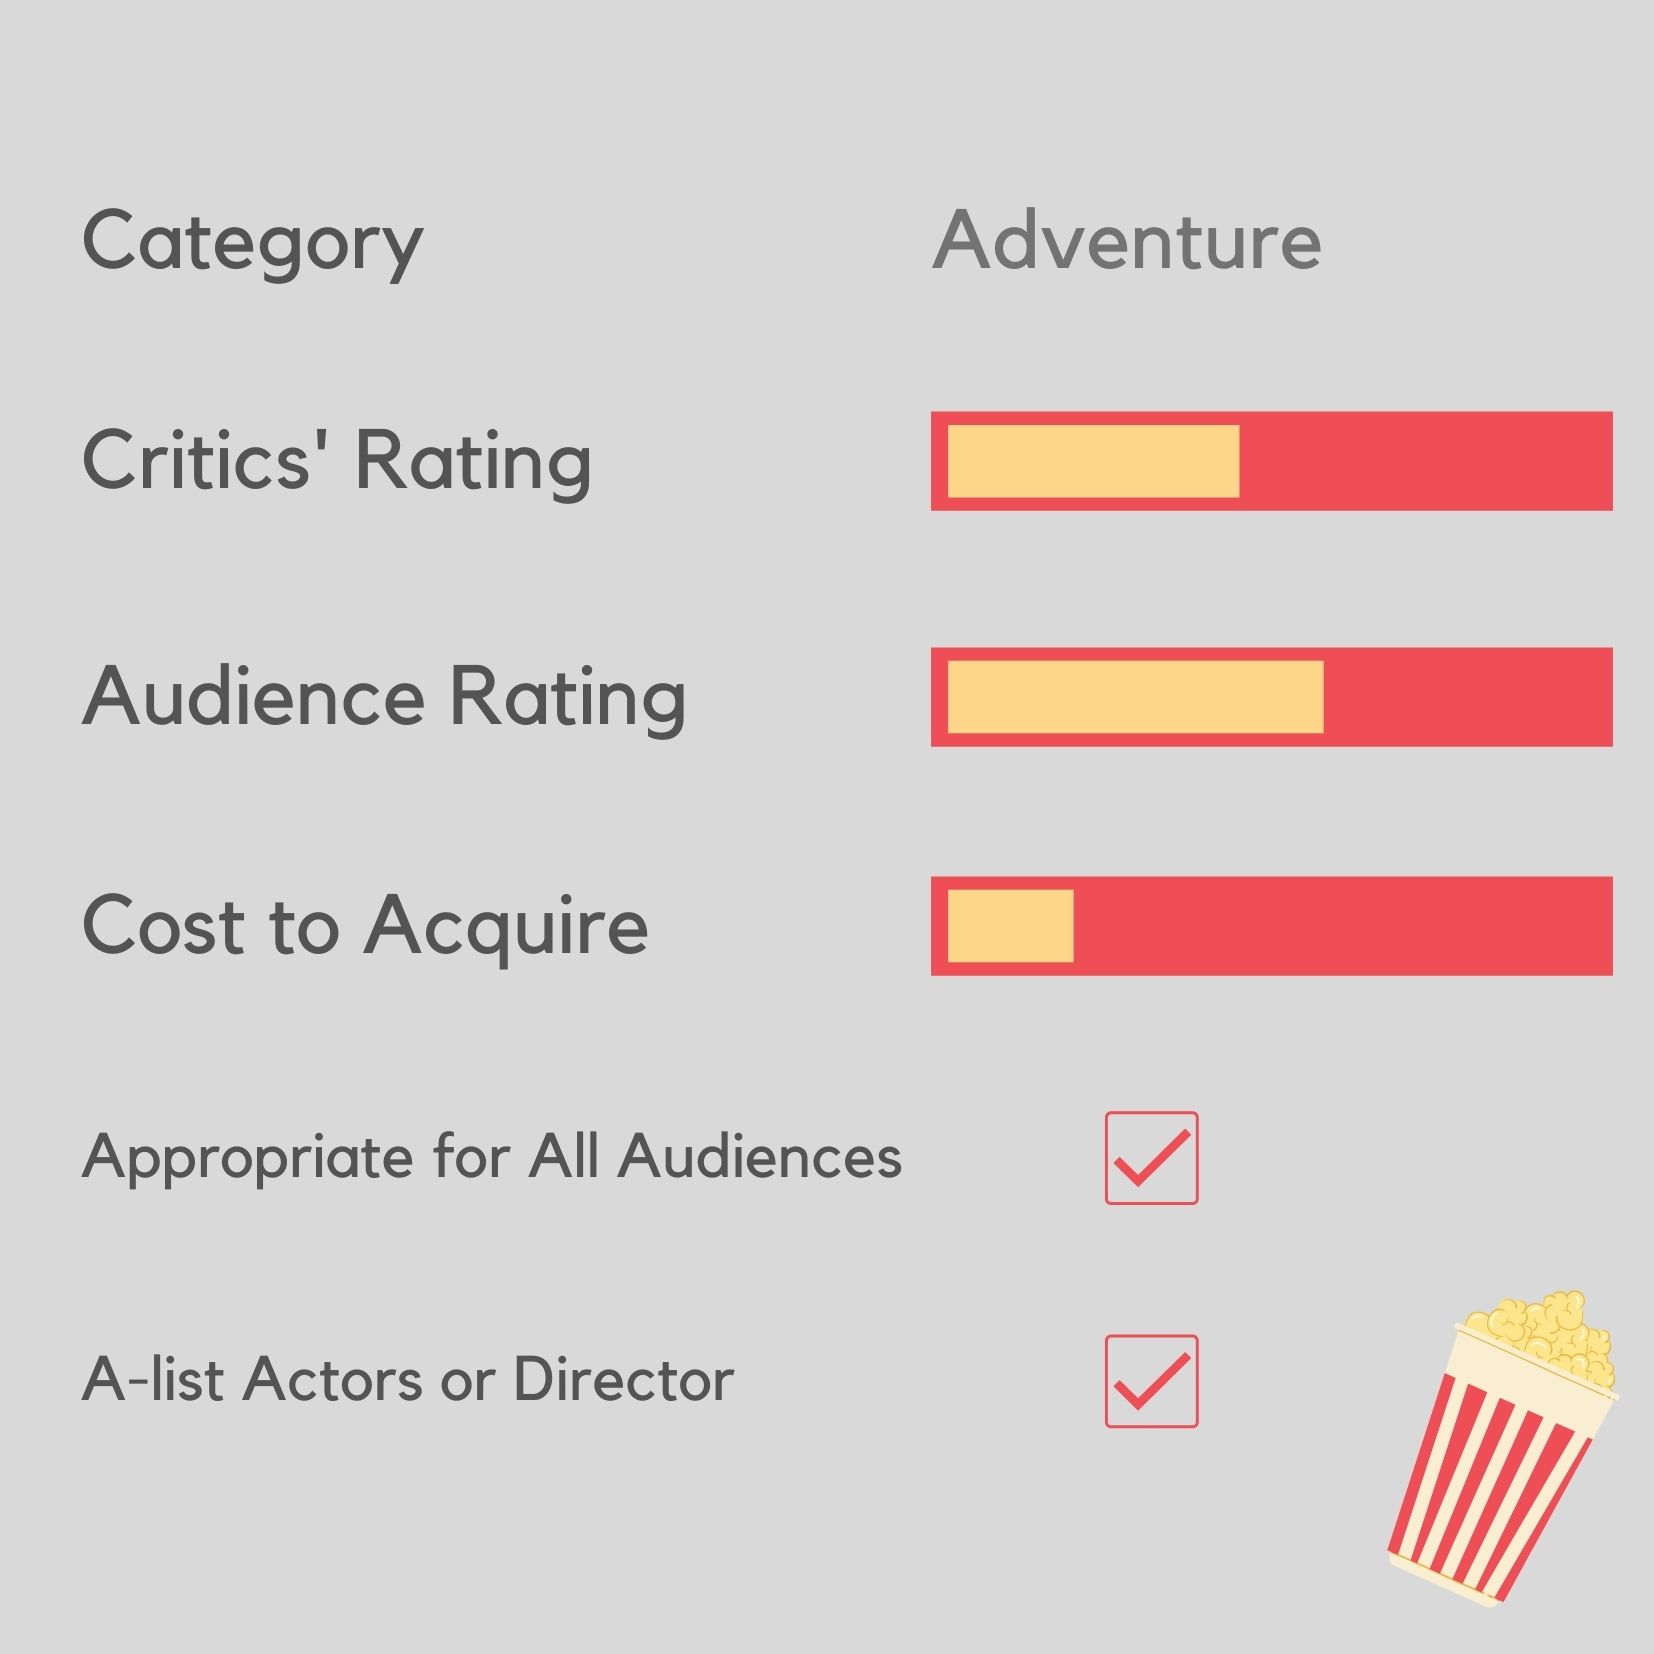 Category Adventure
Critics' Rating
Audience Rating
Cost to Acquire
Appropriate for All Audiences
A-list Actors or Director